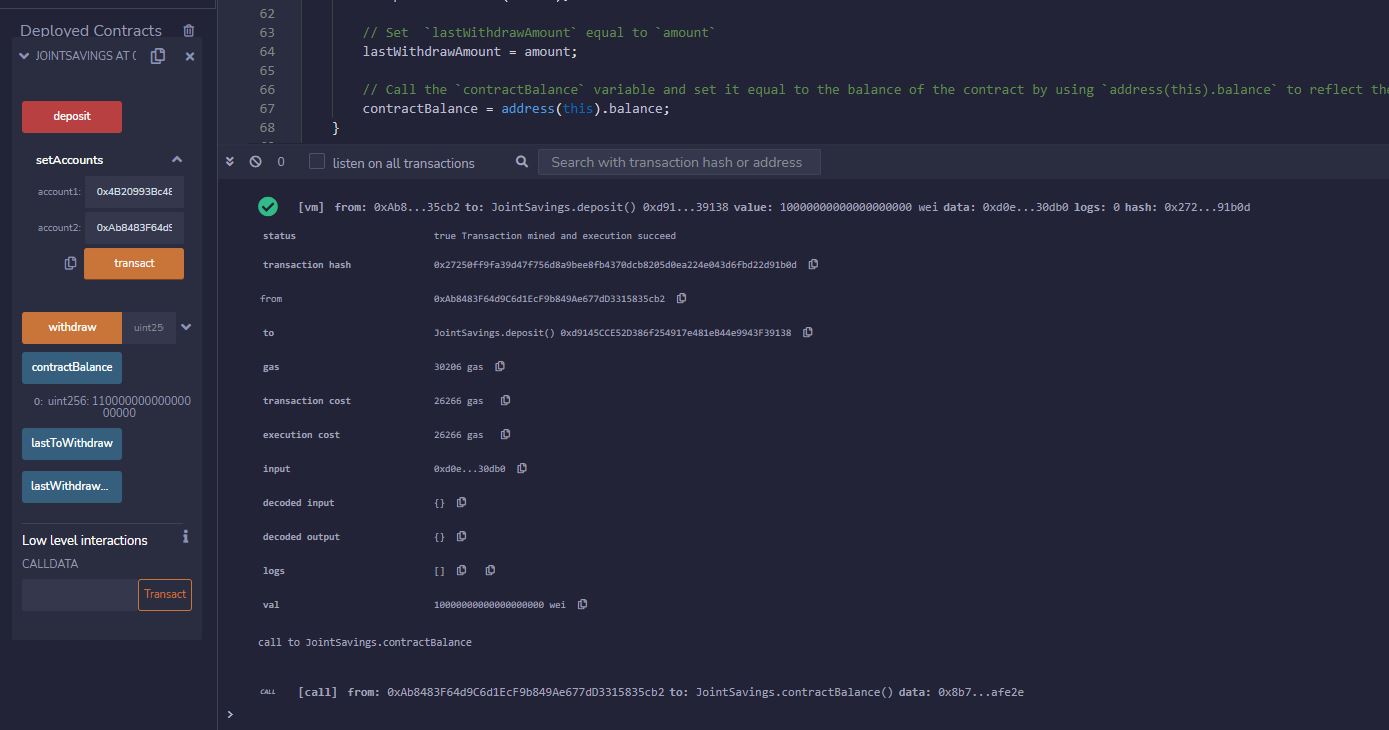 Deployed Contracts
JOINTSAVINGS AT
deposit
setAccounts
account1: 0x4B20993Bc48
account2: 0xAb8483F64d9
transact
withdraw uint25
contractBalance
0: uint256: 110000000000000
00000
lastToWithdraw
lastWithdraw...
Low level interactions
CALLDATA
Transact
62
63 // Set  `lastWithdrawAmount` equal to `amount`
64 lastWithdrawAmount = amount;
65
66 // Call the `contractBalance` variable and set it equal to the balance of the contract by using `address(this).balance` to reflect the
67 contractBalance = address(this).balance;
68 }
0 listen on all transactions Search with transaction hash or address
[vm] from: 0xAb8...35cb2 to: JointSavings.deposit() 0xd91...39138 value: 10000000000000000000 wei data: 0xd0e...30db0 logs: 0 hash: 0x272...91b0d
status true Transaction mined and execution succeed
transaction hash 0x27250ff9fa39d47f756d8a9bee8fb4370dcb8205d0ea224e043d6fbd22d91b0d
from 0xAb8483F64d9C6d1EcF9b849Ae677dD3315835cb2
to JointSavings.deposit() 0xd9145CCE52D386f254917e481eB44e9943F39138
gas 30206 gas
transaction cost 26266 gas
execution cost 26266 gas
input 0xd0e...30db0
decoded input {}
decoded output {}
logs []
val 10000000000000000000 wei
call to JointSavings.contractBalance
CALL [call] from: 0xAb8483F64d9C6d1EcF9b849Ae677dD3315835cb2 to: JointSavings.contractBalance() data: 0x8b7...afe2e
>